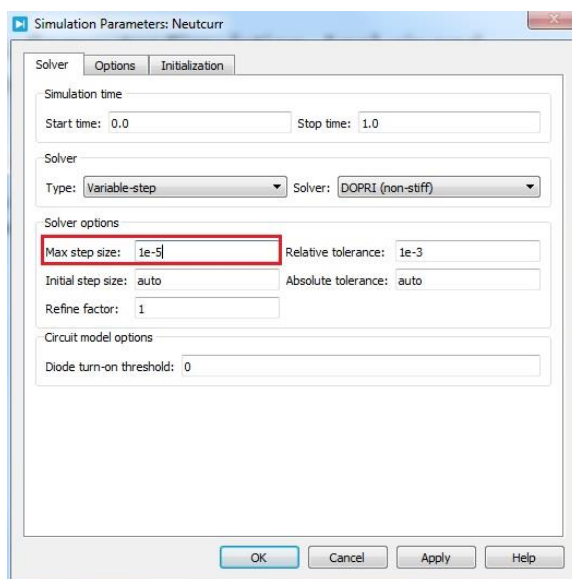 Simulation Parameters: Neutcurr
Solver Options Initialization
Simulation time
Start time: 0.0 Stop time: 1.0
Solver
Type: Variable-step Solver: DOPRI (non-stiff)
Solver options
Max step size: 1e-5 Relative tolerance: 1e-3
Initial step size: auto Absolute tolerance: auto
Refine factor: 1
Circuit model options
Diode turn-on threshold: 0
OK Cancel Apply Help